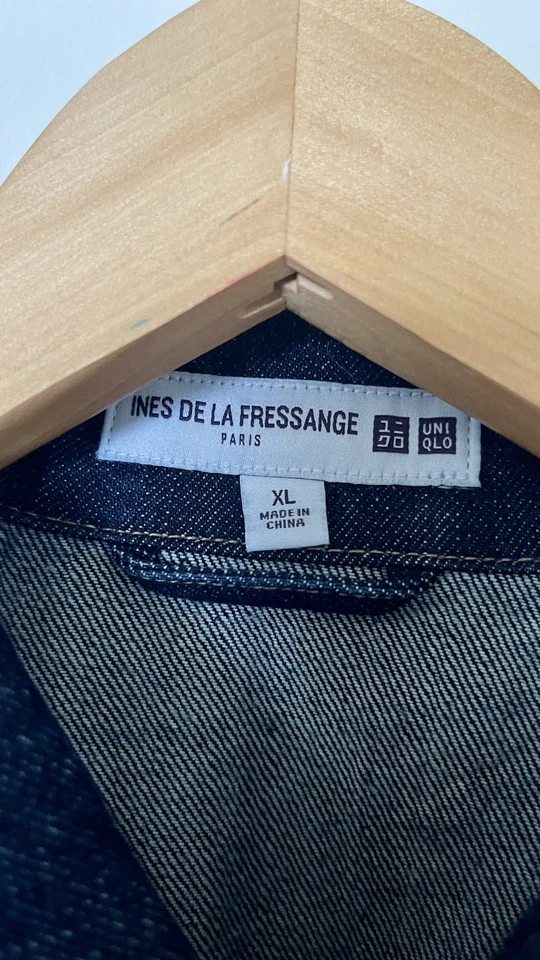 INES DE LA FRESSANGE
PARIS
ユニ
クロ
UNI
QLO
XL
MADE IN
CHINA